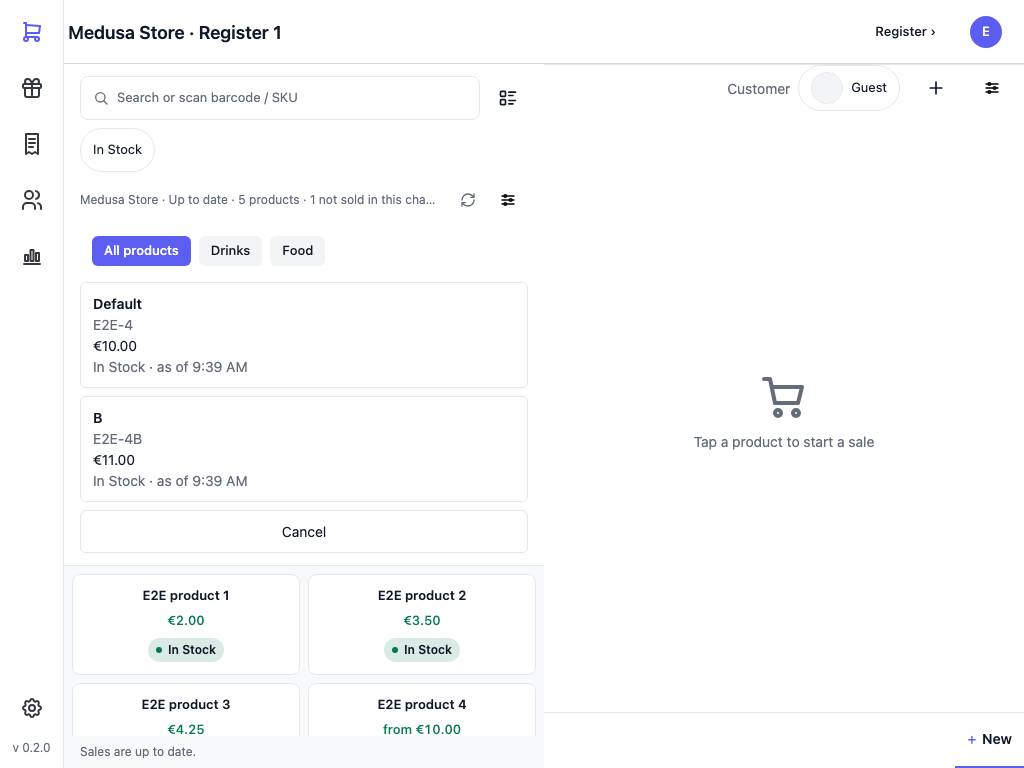 Medusa Store · Register 1
Register ›
E
Search or scan barcode / SKU
Customer
Guest
In Stock
Medusa Store · Up to date · 5 products · 1 not sold in this cha...
All products
Drinks
Food
Default
E2E-4
€10.00
In Stock · as of 9:39 AM
B
E2E-4B
€11.00
In Stock · as of 9:39 AM
Cancel
Tap a product to start a sale
E2E product 1
€2.00
In Stock
E2E product 2
€3.50
In Stock
E2E product 3
€4.25
E2E product 4
from €10.00
Sales are up to date.
v 0.2.0
+ New